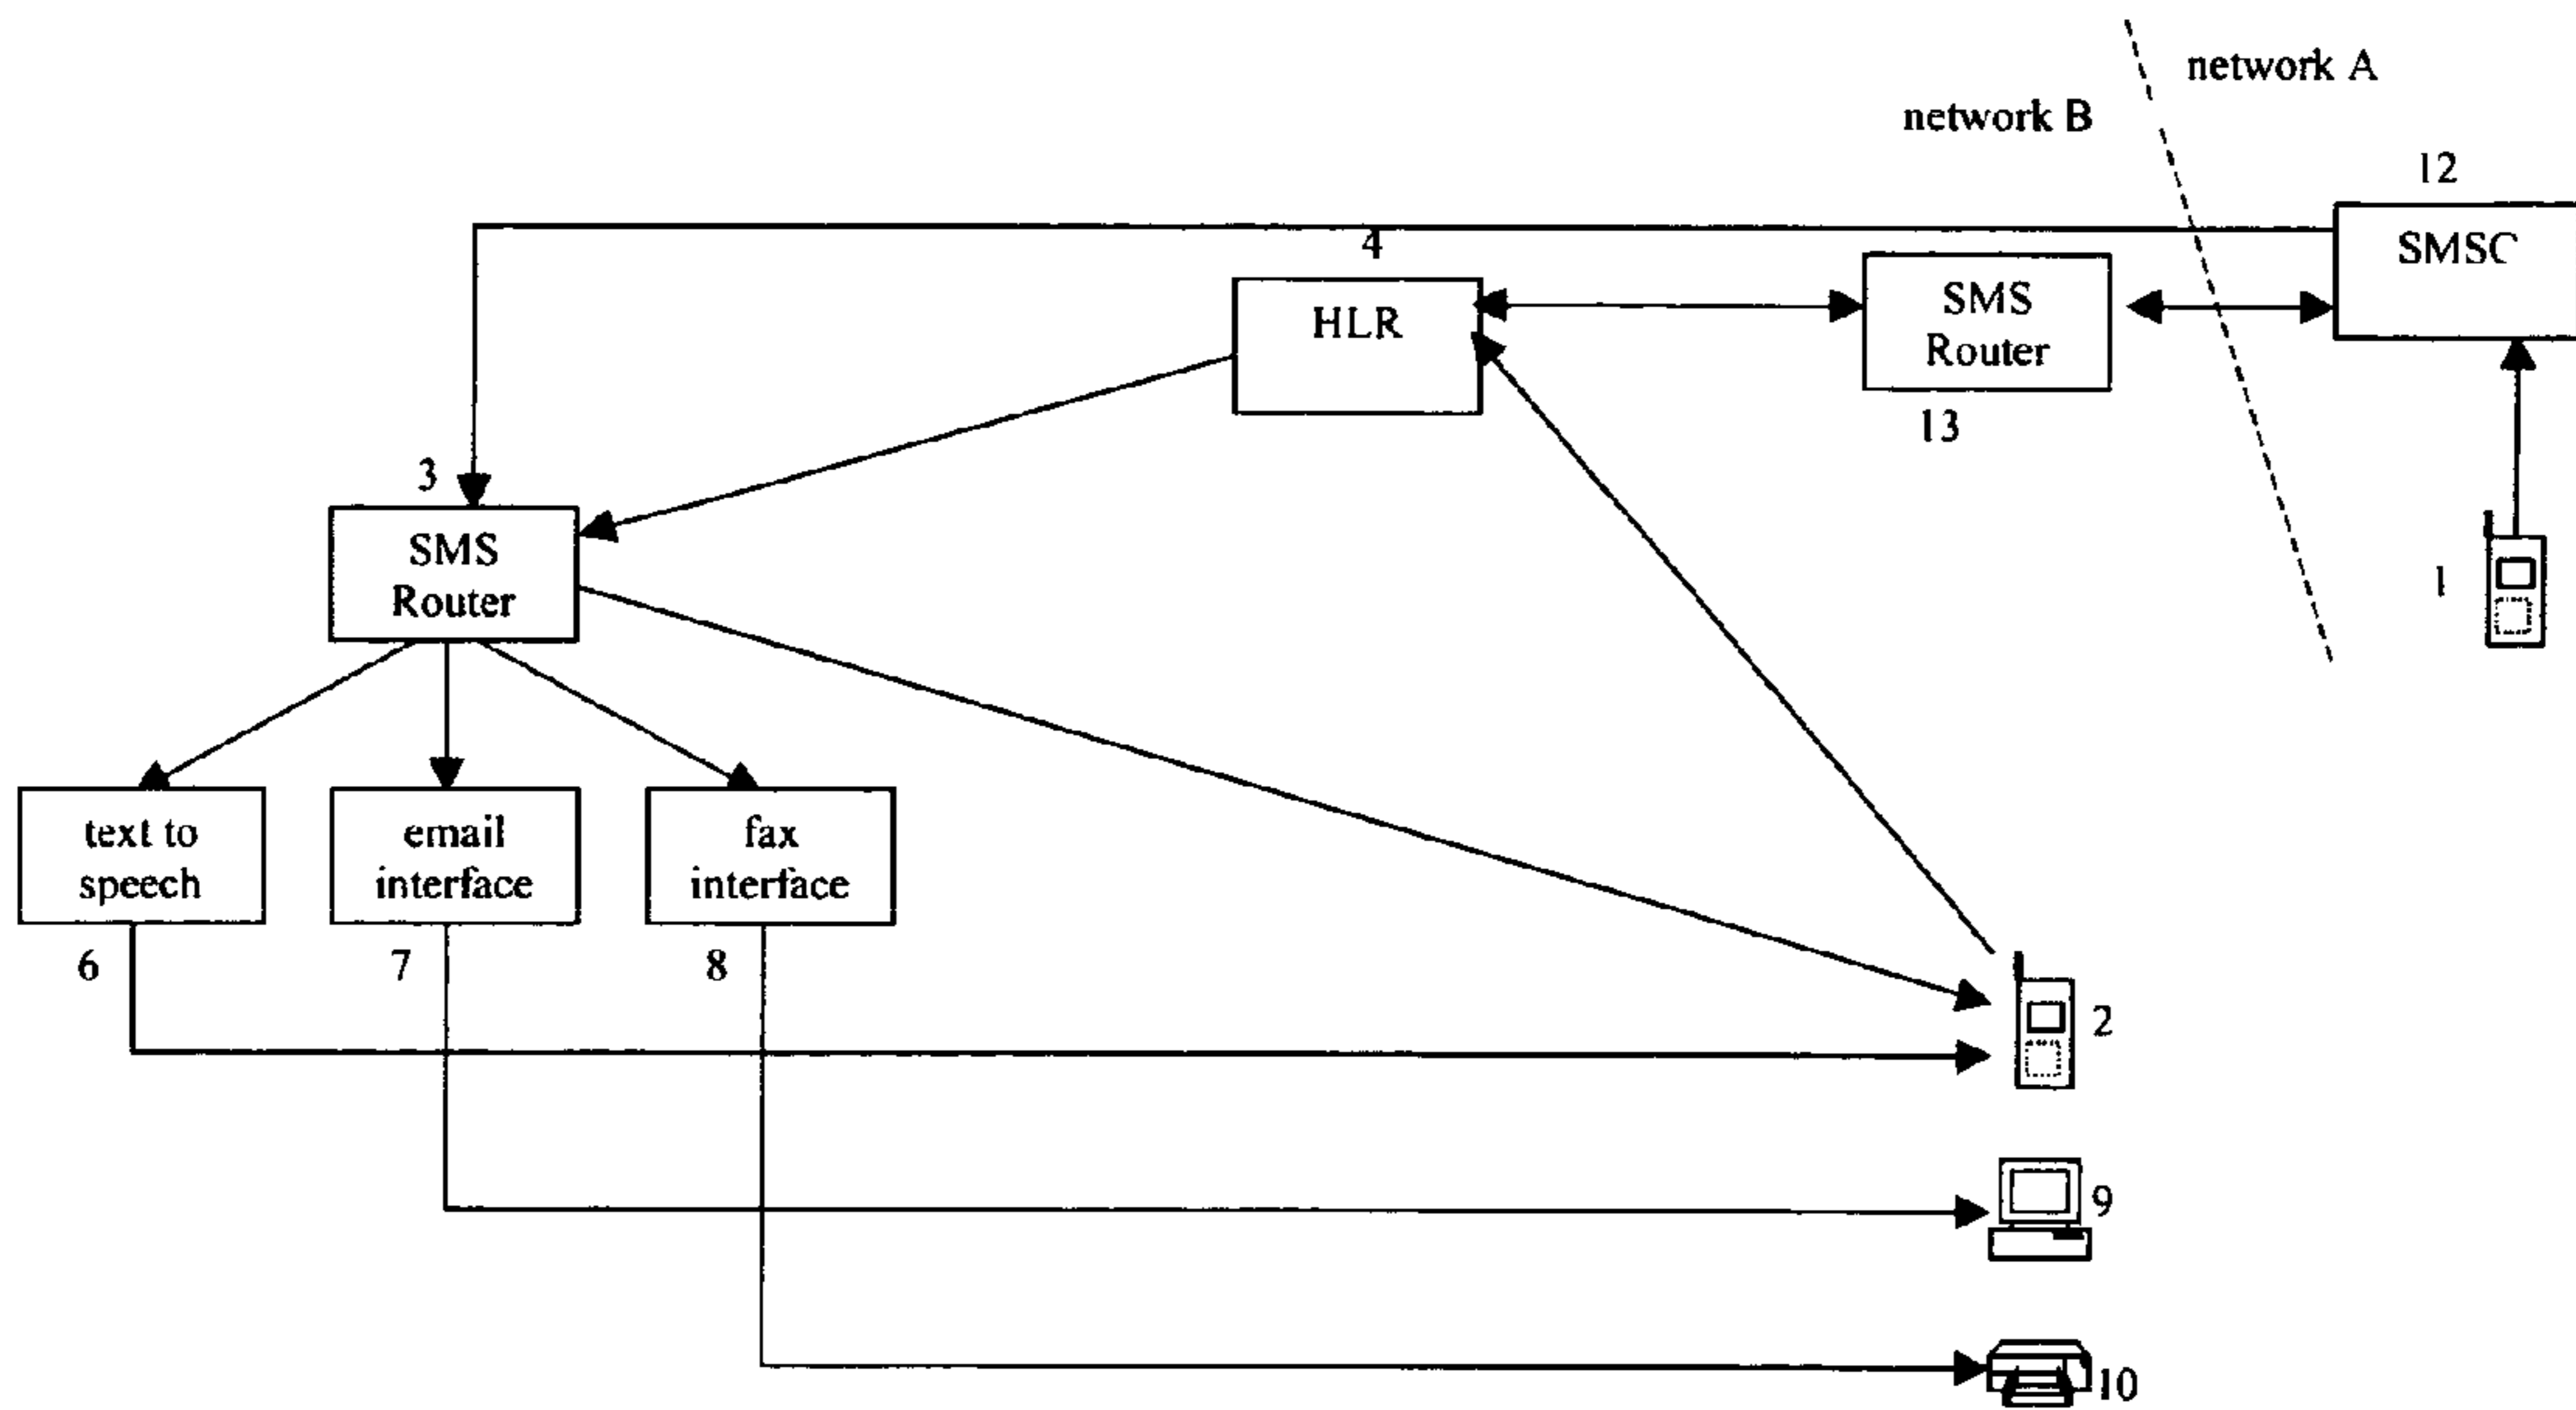 network A
network B
12
SMSC
4
HLR
SMS
Router
13
3
SMS
Router
1
text to
speech
email
interface
fax
interface
6
7
8
2
9
10